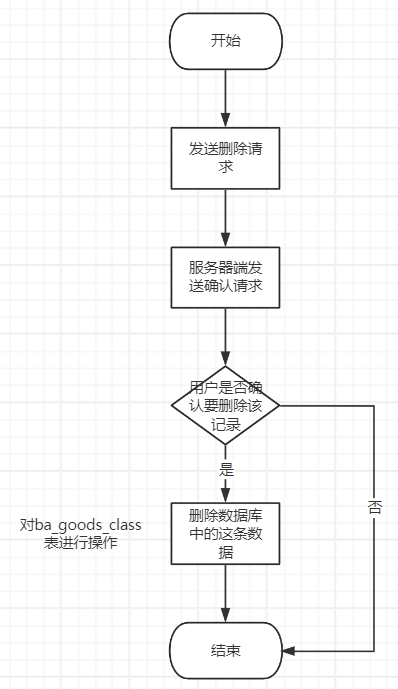 开始
发送删除请
求
服务器端发
送确认请求
用户是否确
认要删除该
记录
是
否
对ba_goods_class
表进行操作
删除数据库
中的这条数
据
结束